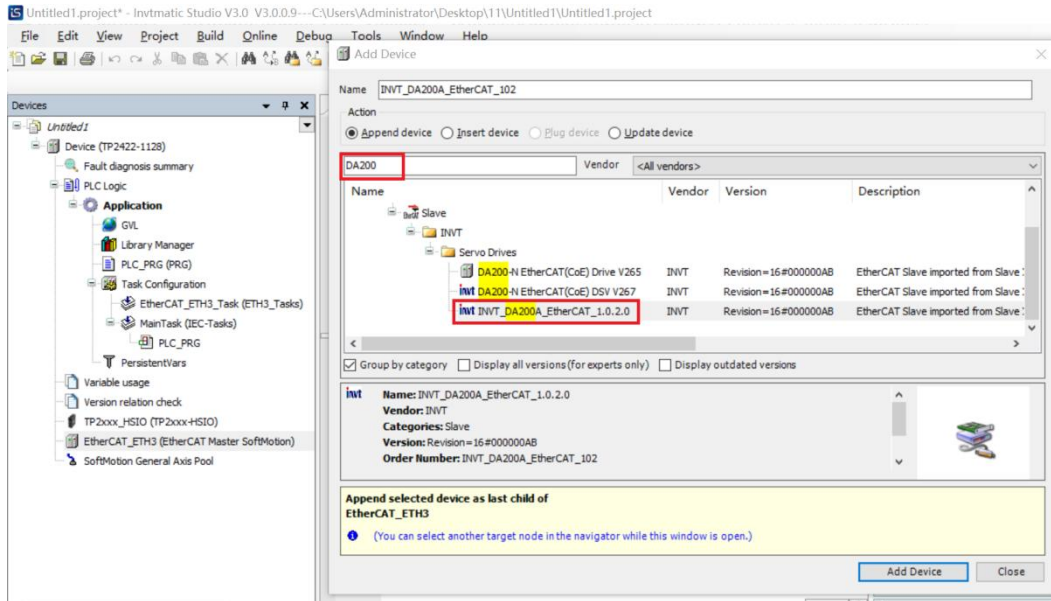 Untitled1.project* - Invtmatic Studio V3.0 V3.0.0.9---C:\Users\Administrator\Desktop\11\Untitled1\Untitled1.project
File Edit View Project Build Online Debug Tools Window Help
Devices
Untitled1
Device (TP2422-1128)
Fault diagnosis summary
PLC Logic
Application
GVL
Library Manager
PLC_PRG (PRG)
Task Configuration
EtherCAT_ETH3_Task (ETH3_Tasks)
MainTask (IEC-Tasks)
PLC_PRG
PersistentVars
Variable usage
Version relation check
TP2xxx_HSIO (TP2xxx-HSIO)
EtherCAT_ETH3 (EtherCAT Master SoftMotion)
SoftMotion General Axis Pool
Add Device
Name INVT_DA200A_EtherCAT_102
Action
Append device Insert device Plug device Update device
DA200 Vendor <All vendors>
Name Vendor Version Description
Slave
INVT
Servo Drives
DA200-N EtherCAT(CoE) Drive V265 INVT Revision=16#000000AB EtherCAT Slave imported from Slave
invt DA200-N EtherCAT(CoE) DSV V267 INVT Revision=16#000000AB EtherCAT Slave imported from Slave
invt INVT_DA200A_EtherCAT_1.0.2.0 INVT Revision=16#000000AB EtherCAT Slave imported from Slave
Group by category Display all versions(for experts only) Display outdated versions
invt Name: INVT_DA200A_EtherCAT_1.0.2.0
Vendor: INVT
Categories: Slave
Version: Revision=16#000000AB
Order Number: INVT_DA200A_EtherCAT_102
Append selected device as last child of
EtherCAT_ETH3
(You can select another target node in the navigator while this window is open.)
Add Device Close